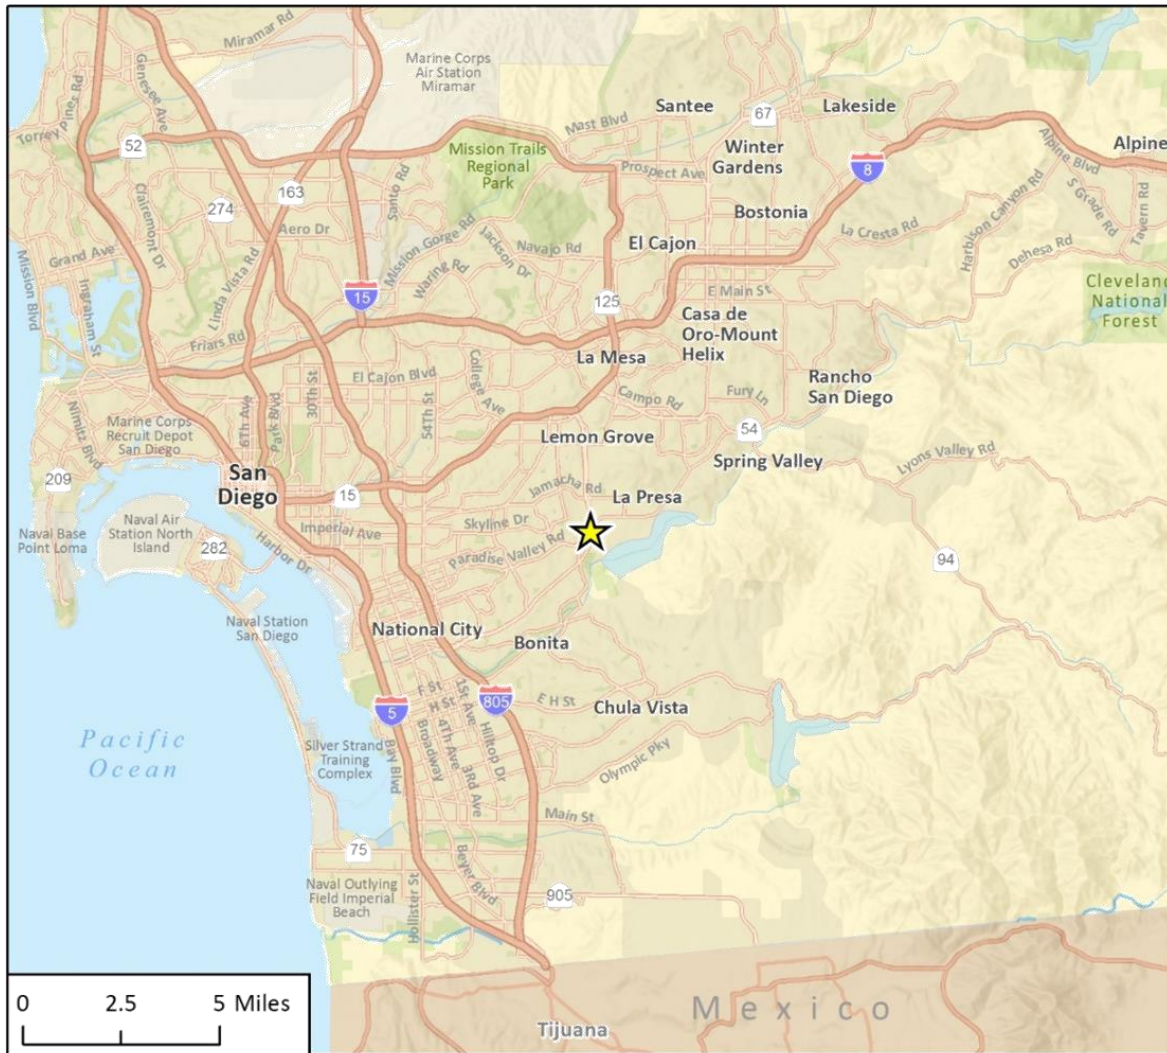 Miramar Rd
Genesee Ave
Marine Corps
Air Station
Miramar
Torrey Pines Rd
52
163
Santo Rd
Mission Trails
Regional
Park
Mast Blvd
Santee
67
Lakeside
Winter
Gardens
Prospect Ave
8
Alpine Blvd
Alpine
S Grade Rd
Tavern Rd
Harbison Canyon Rd
Dehesa Rd
Cleveland
National
Forest
Bostonia
La Cresta Rd
El Cajon
E Main St
274
Clairemont Dr
Aero Dr
Linda Vista Rd
Grand Ave
Mission Blvd
Ingraham St
Friars Rd
15
Mission Gorge Rd
Waring Rd
Jackson Dr
Navajo Rd
125
Casa de
Oro-Mount
Helix
La Mesa
El Cajon Blvd
College Ave
54Th St
30Th St
Park Blvd
6Th Ave
Nimitz Blvd
Marine Corps
Recruit Depot
San Diego
Campo Rd
Fury Ln
Rancho
San Diego
54
Lemon Grove
Spring Valley
Lyons Valley Rd
209
San
Diego
15
Jamacha Rd
La Presa
Skyline Dr
Imperial Ave
Paradise Valley Rd
Naval Base
Point Loma
Naval Air
Station North
Island
282
Harbor Dr
94
Naval Station
San Diego
National City
Bonita
F St
H St
1St Ave
805
E H St
Chula Vista
5
Bay Blvd
Broadway
4Th Ave
3Rd Ave
Hilltop Dr
Olympic Pky
Pacific
Ocean
Silver Strand
Training
Complex
Main St
75
Beyer Blvd
Naval Outlying
Field Imperial
Beach
Hollister St
905
Mexico
Tijuana
0 2.5 5 Miles